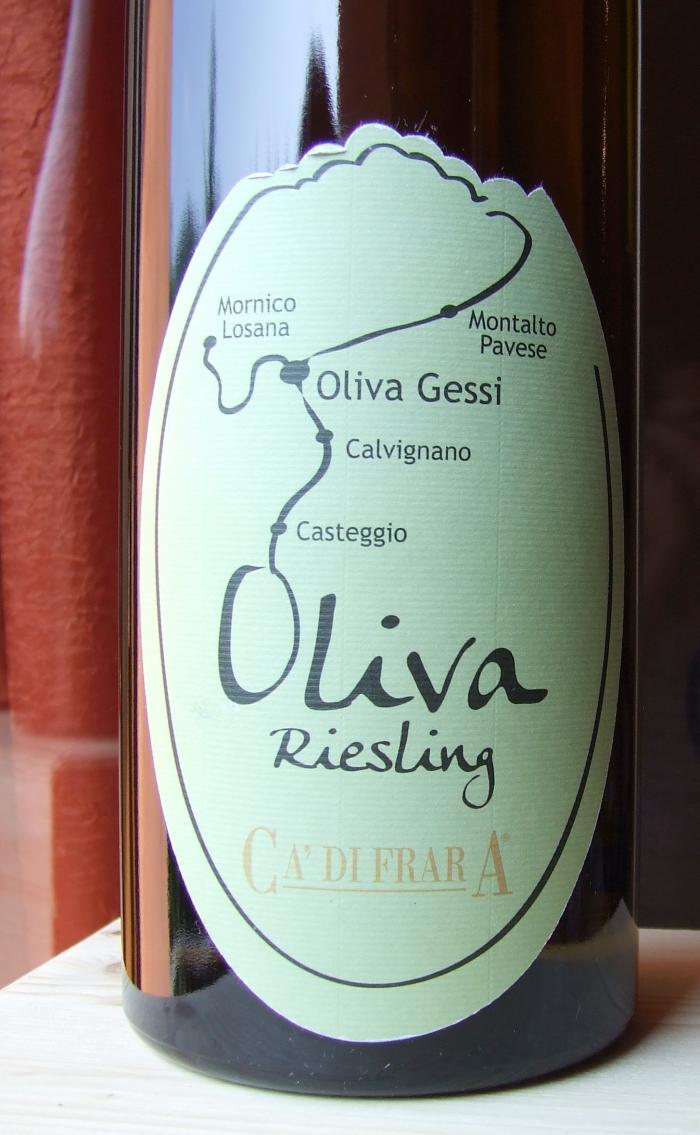 Mornico
Losana
Montalto
Pavese
Oliva Gessi
Calvignano
Casteggio
Oliva
Riesling
CA' DI FRARA®